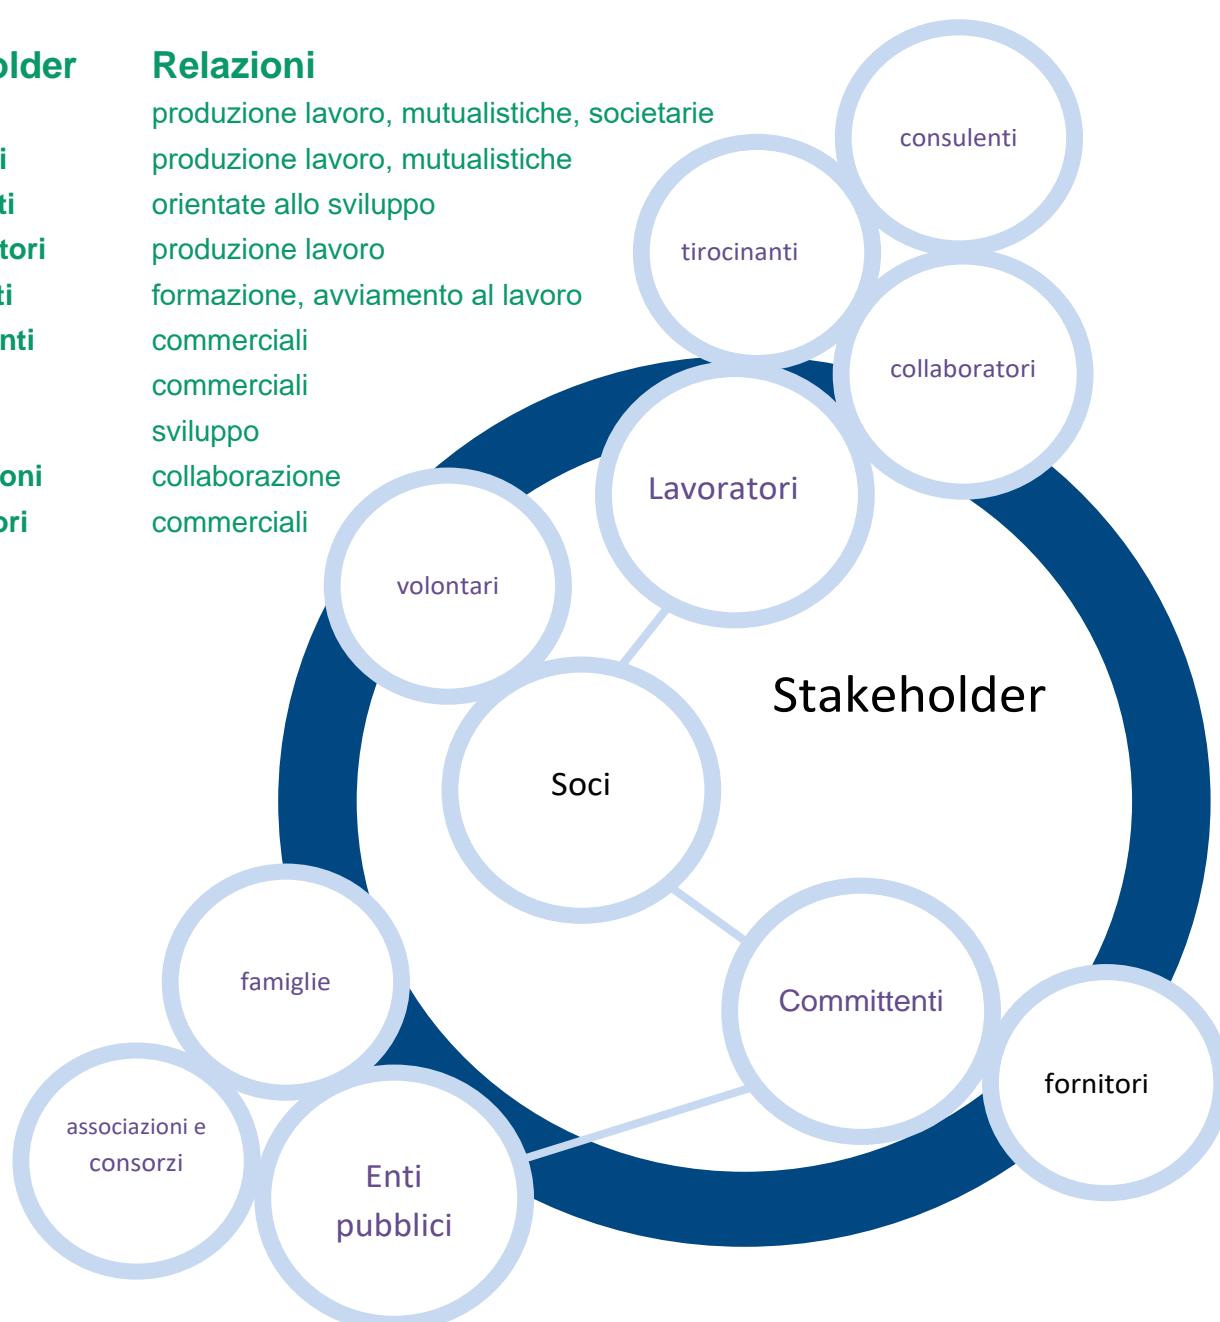 older Relazioni
produzione lavoro, mutualistiche, societarie
i produzione lavoro, mutualistiche
ti orientate allo sviluppo
tori produzione lavoro
ti formazione, avviamento al lavoro
nti commerciali
commerciali
sviluppo
oni collaborazione
ori commerciali
consulenti
tirocinanti
collaboratori
Lavoratori
volontari
Stakeholder
Soci
famiglie
Committenti
fornitori
associazioni e
consorzi
Enti
pubblici